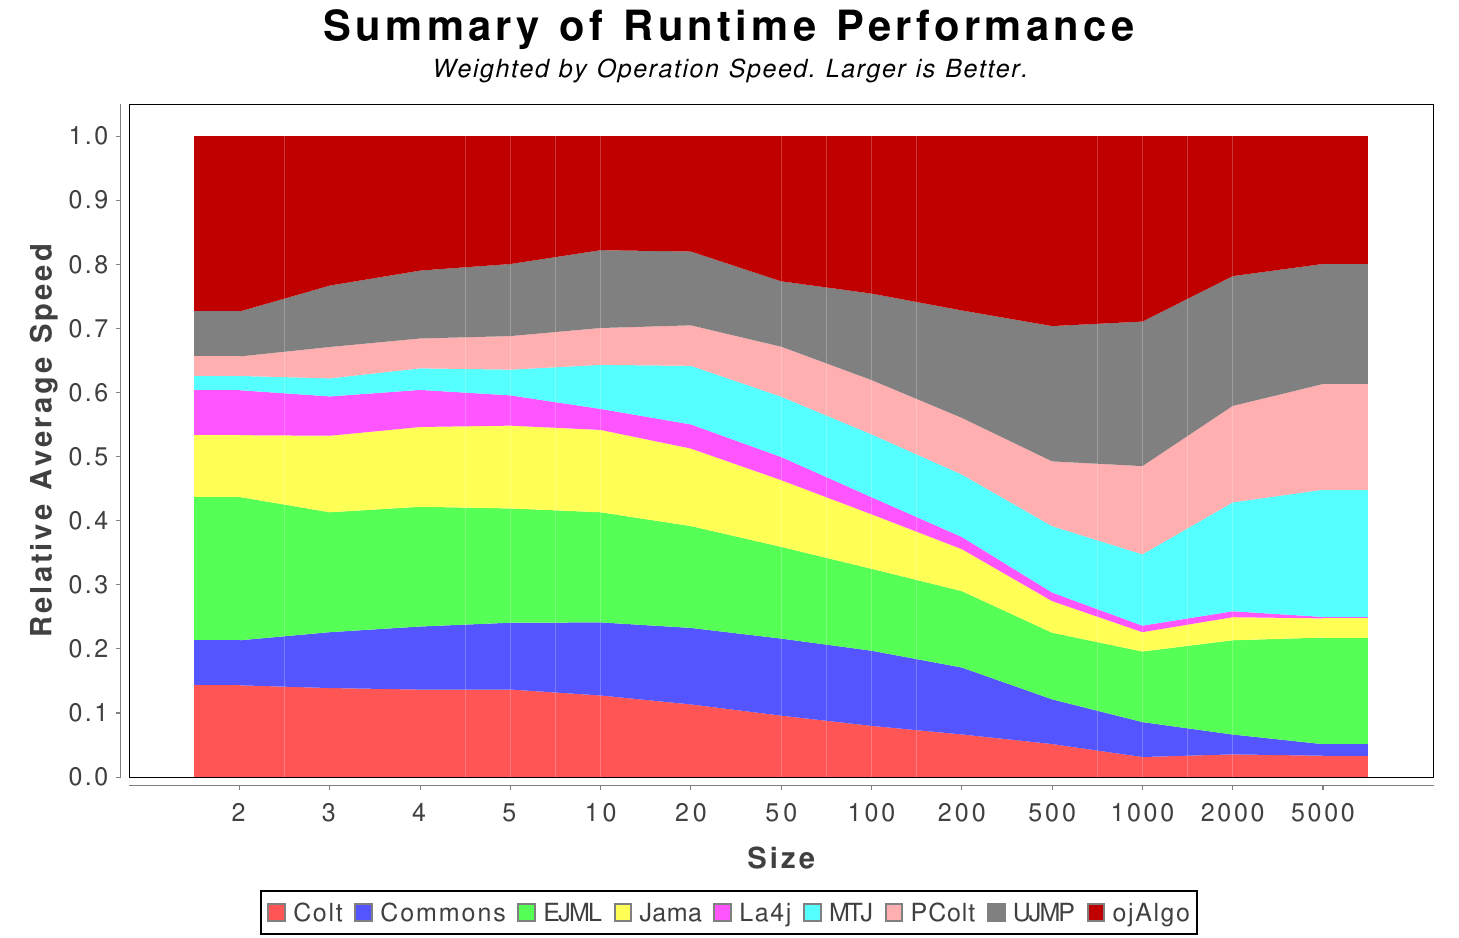 Summary of Runtime Performance
Weighted by Operation Speed. Larger is Better.
Relative Average Speed
1.0
0.9
0.8
0.7
0.6
0.5
0.4
0.3
0.2
0.1
0.0
2 3 4 5 10 20 50 100 200 500 1000 2000 5000
Size
Colt Commons EJML Jama La4j MTJ PColt UJMP ojAlgo